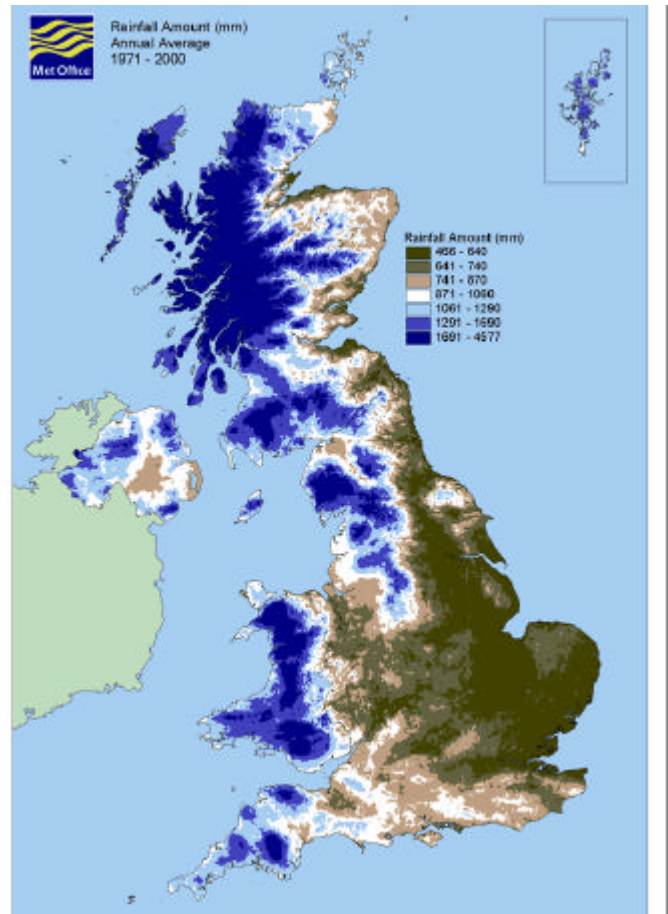 Met Office
Rainfall Amount (mm)
Annual Average
1971 - 2000
Rainfall Amount (mm)
466 - 640
641 - 740
741 - 870
871 - 1060
1061 - 1290
1291 - 1690
1691 - 4577